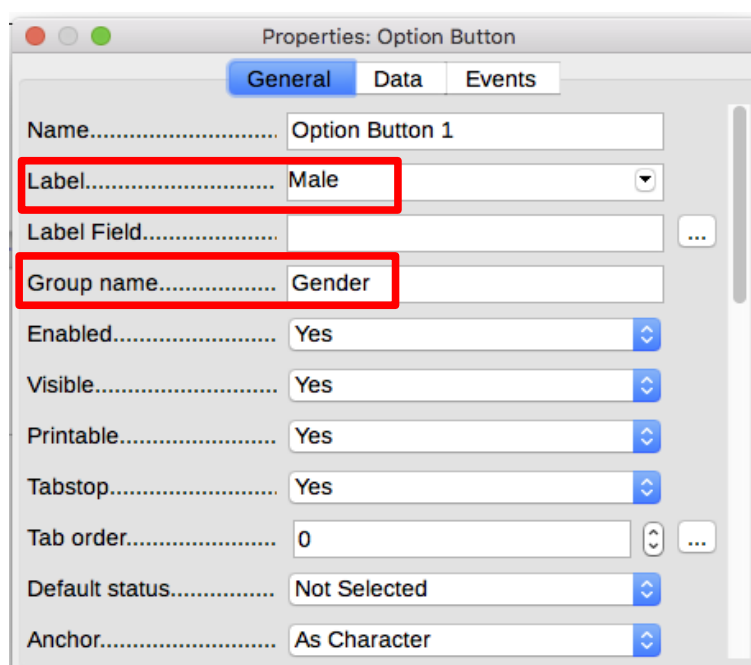 Properties: Option Button
General Data Events
Name............................ Option Button 1
Label............................. Male
Label Field..................... ...
Group name.................. Gender
Enabled......................... Yes
Visible........................... Yes
Printable........................ Yes
Tabstop.......................... Yes
Tab order....................... 0 ...
Default status................ Not Selected
Anchor........................... As Character